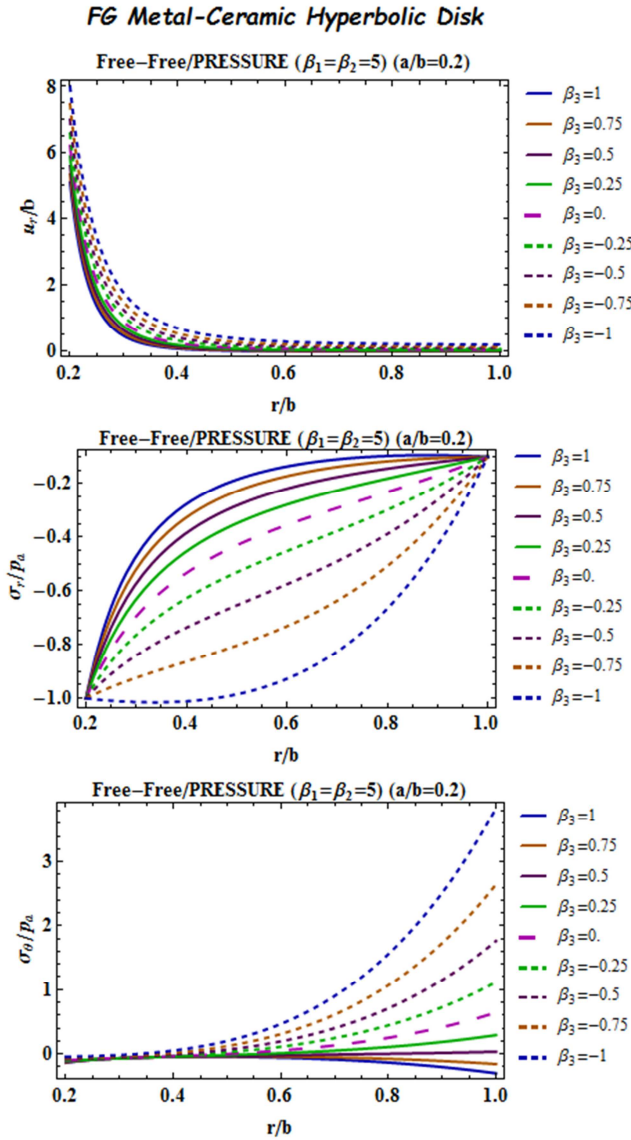 FG Metal-Ceramic Hyperbolic Disk
Free-Free/PRESSURE (β₁=β₂=5) (a/b=0.2)
8
6
4
2
0
uᵣ/b
0.2 0.4 0.6 0.8 1.0
r/b
β₃=1
β₃=0.75
β₃=0.5
β₃=0.25
β₃=0.
β₃=-0.25
β₃=-0.5
β₃=-0.75
β₃=-1
Free-Free/PRESSURE (β₁=β₂=5) (a/b=0.2)
-0.2
-0.4
-0.6
-0.8
-1.0
σᵣ/pₐ
0.2 0.4 0.6 0.8 1.0
r/b
β₃=1
β₃=0.75
β₃=0.5
β₃=0.25
β₃=0.
β₃=-0.25
β₃=-0.5
β₃=-0.75
β₃=-1
Free-Free/PRESSURE (β₁=β₂=5) (a/b=0.2)
3
2
1
0
σ_θ/pₐ
0.2 0.4 0.6 0.8 1.0
r/b
β₃=1
β₃=0.75
β₃=0.5
β₃=0.25
β₃=0.
β₃=-0.25
β₃=-0.5
β₃=-0.75
β₃=-1